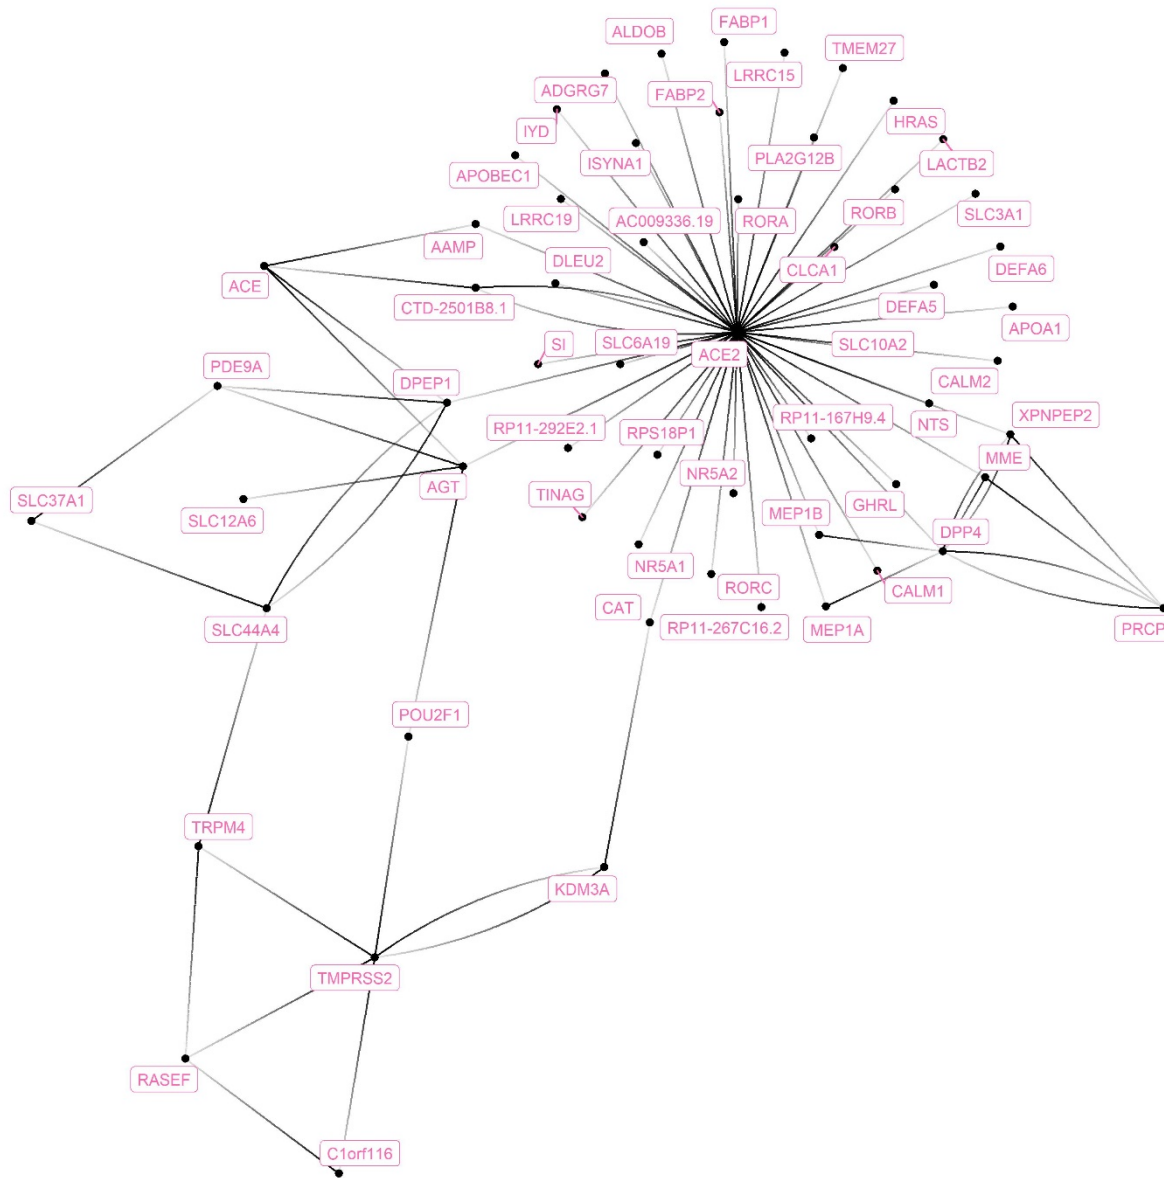 FABP1
ALDOB
TMEM27
LRRC15
ADGRG7
FABP2
HRAS
IYD
PLA2G12B
LACTB2
ISYNA1
APOBEC1
LRRC19
AC009336.19
RORA
RORB
SLC3A1
AAMP
DLEU2
CLCA1
DEFA6
ACE
CTD-2501B8.1
DEFA5
APOA1
SI
SLC6A19
ACE2
SLC10A2
PDE9A
DPEP1
CALM2
RP11-292E2.1
RPS18P1
RP11-167H9.4
NTS
XPNPEP2
MME
NR5A2
AGT
SLC37A1
SLC12A6
TINAG
MEP1B
GHRL
DPP4
NR5A1
RORC
CALM1
CAT
SLC44A4
RP11-267C16.2
MEP1A
PRCP
POU2F1
TRPM4
KDM3A
TMPRSS2
RASEF
C1orf116